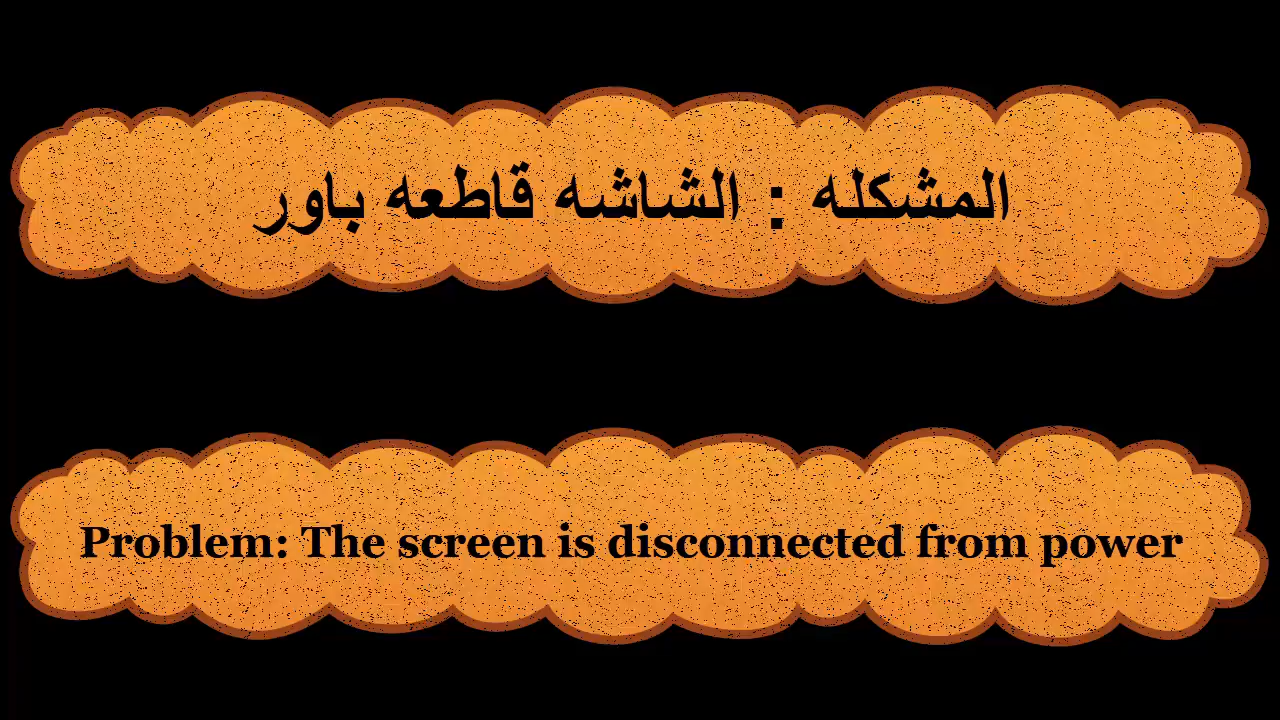 المشكله : الشاشه قاطعه باور
Problem: The screen is disconnected from power